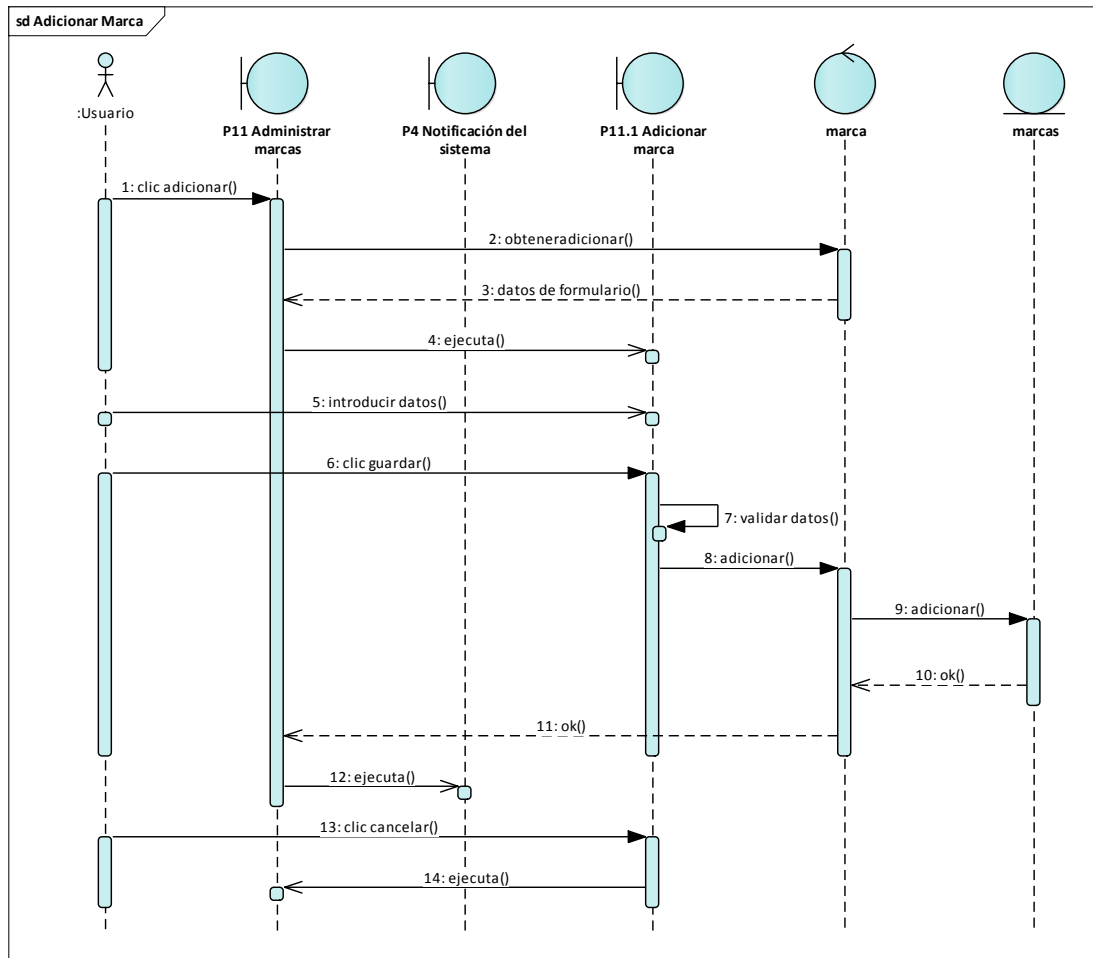 sd Adicionar Marca
:Usuario
P11 Administrar
marcas
P4 Notificación del
sistema
P11.1 Adicionar
marca
marca
marcas
1: clic adicionar()
2: obteneradicionar()
3: datos de formulario()
4: ejecuta()
5: introducir datos()
6: clic guardar()
7: validar datos()
8: adicionar()
9: adicionar()
10: ok()
11: ok()
12: ejecuta()
13: clic cancelar()
14: ejecuta()